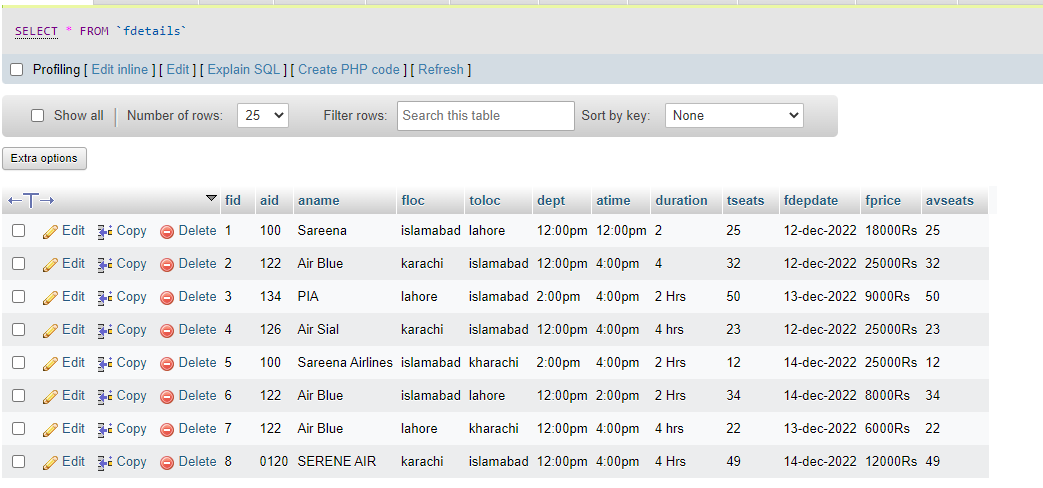 SELECT * FROM `fdetails`
Profiling [ Edit inline ] [ Edit ] [ Explain SQL ] [ Create PHP code ] [ Refresh ]
Show all Number of rows: 25 Filter rows: Search this table Sort by key: None
Extra options
fid aid aname floc toloc dept atime duration tseats fdepdate fprice avseats
Edit Copy Delete 1 100 Sareena islamabad lahore 12:00pm 12:00pm 2 25 12-dec-2022 18000Rs 25
Edit Copy Delete 2 122 Air Blue karachi islamabad 12:00pm 4:00pm 4 32 12-dec-2022 25000Rs 32
Edit Copy Delete 3 134 PIA lahore islamabad 2:00pm 4:00pm 2 Hrs 50 13-dec-2022 9000Rs 50
Edit Copy Delete 4 126 Air Sial karachi islamabad 12:00pm 4:00pm 4 hrs 23 12-dec-2022 25000Rs 23
Edit Copy Delete 5 100 Sareena Airlines islamabad kharachi 2:00pm 4:00pm 2 Hrs 12 14-dec-2022 25000Rs 12
Edit Copy Delete 6 122 Air Blue islamabad lahore 12:00pm 2:00pm 2 Hrs 34 14-dec-2022 8000Rs 34
Edit Copy Delete 7 122 Air Blue lahore kharachi 12:00pm 4:00pm 4 hrs 22 13-dec-2022 6000Rs 22
Edit Copy Delete 8 0120 SERENE AIR karachi islamabad 12:00pm 4:00pm 4 Hrs 49 14-dec-2022 12000Rs 49